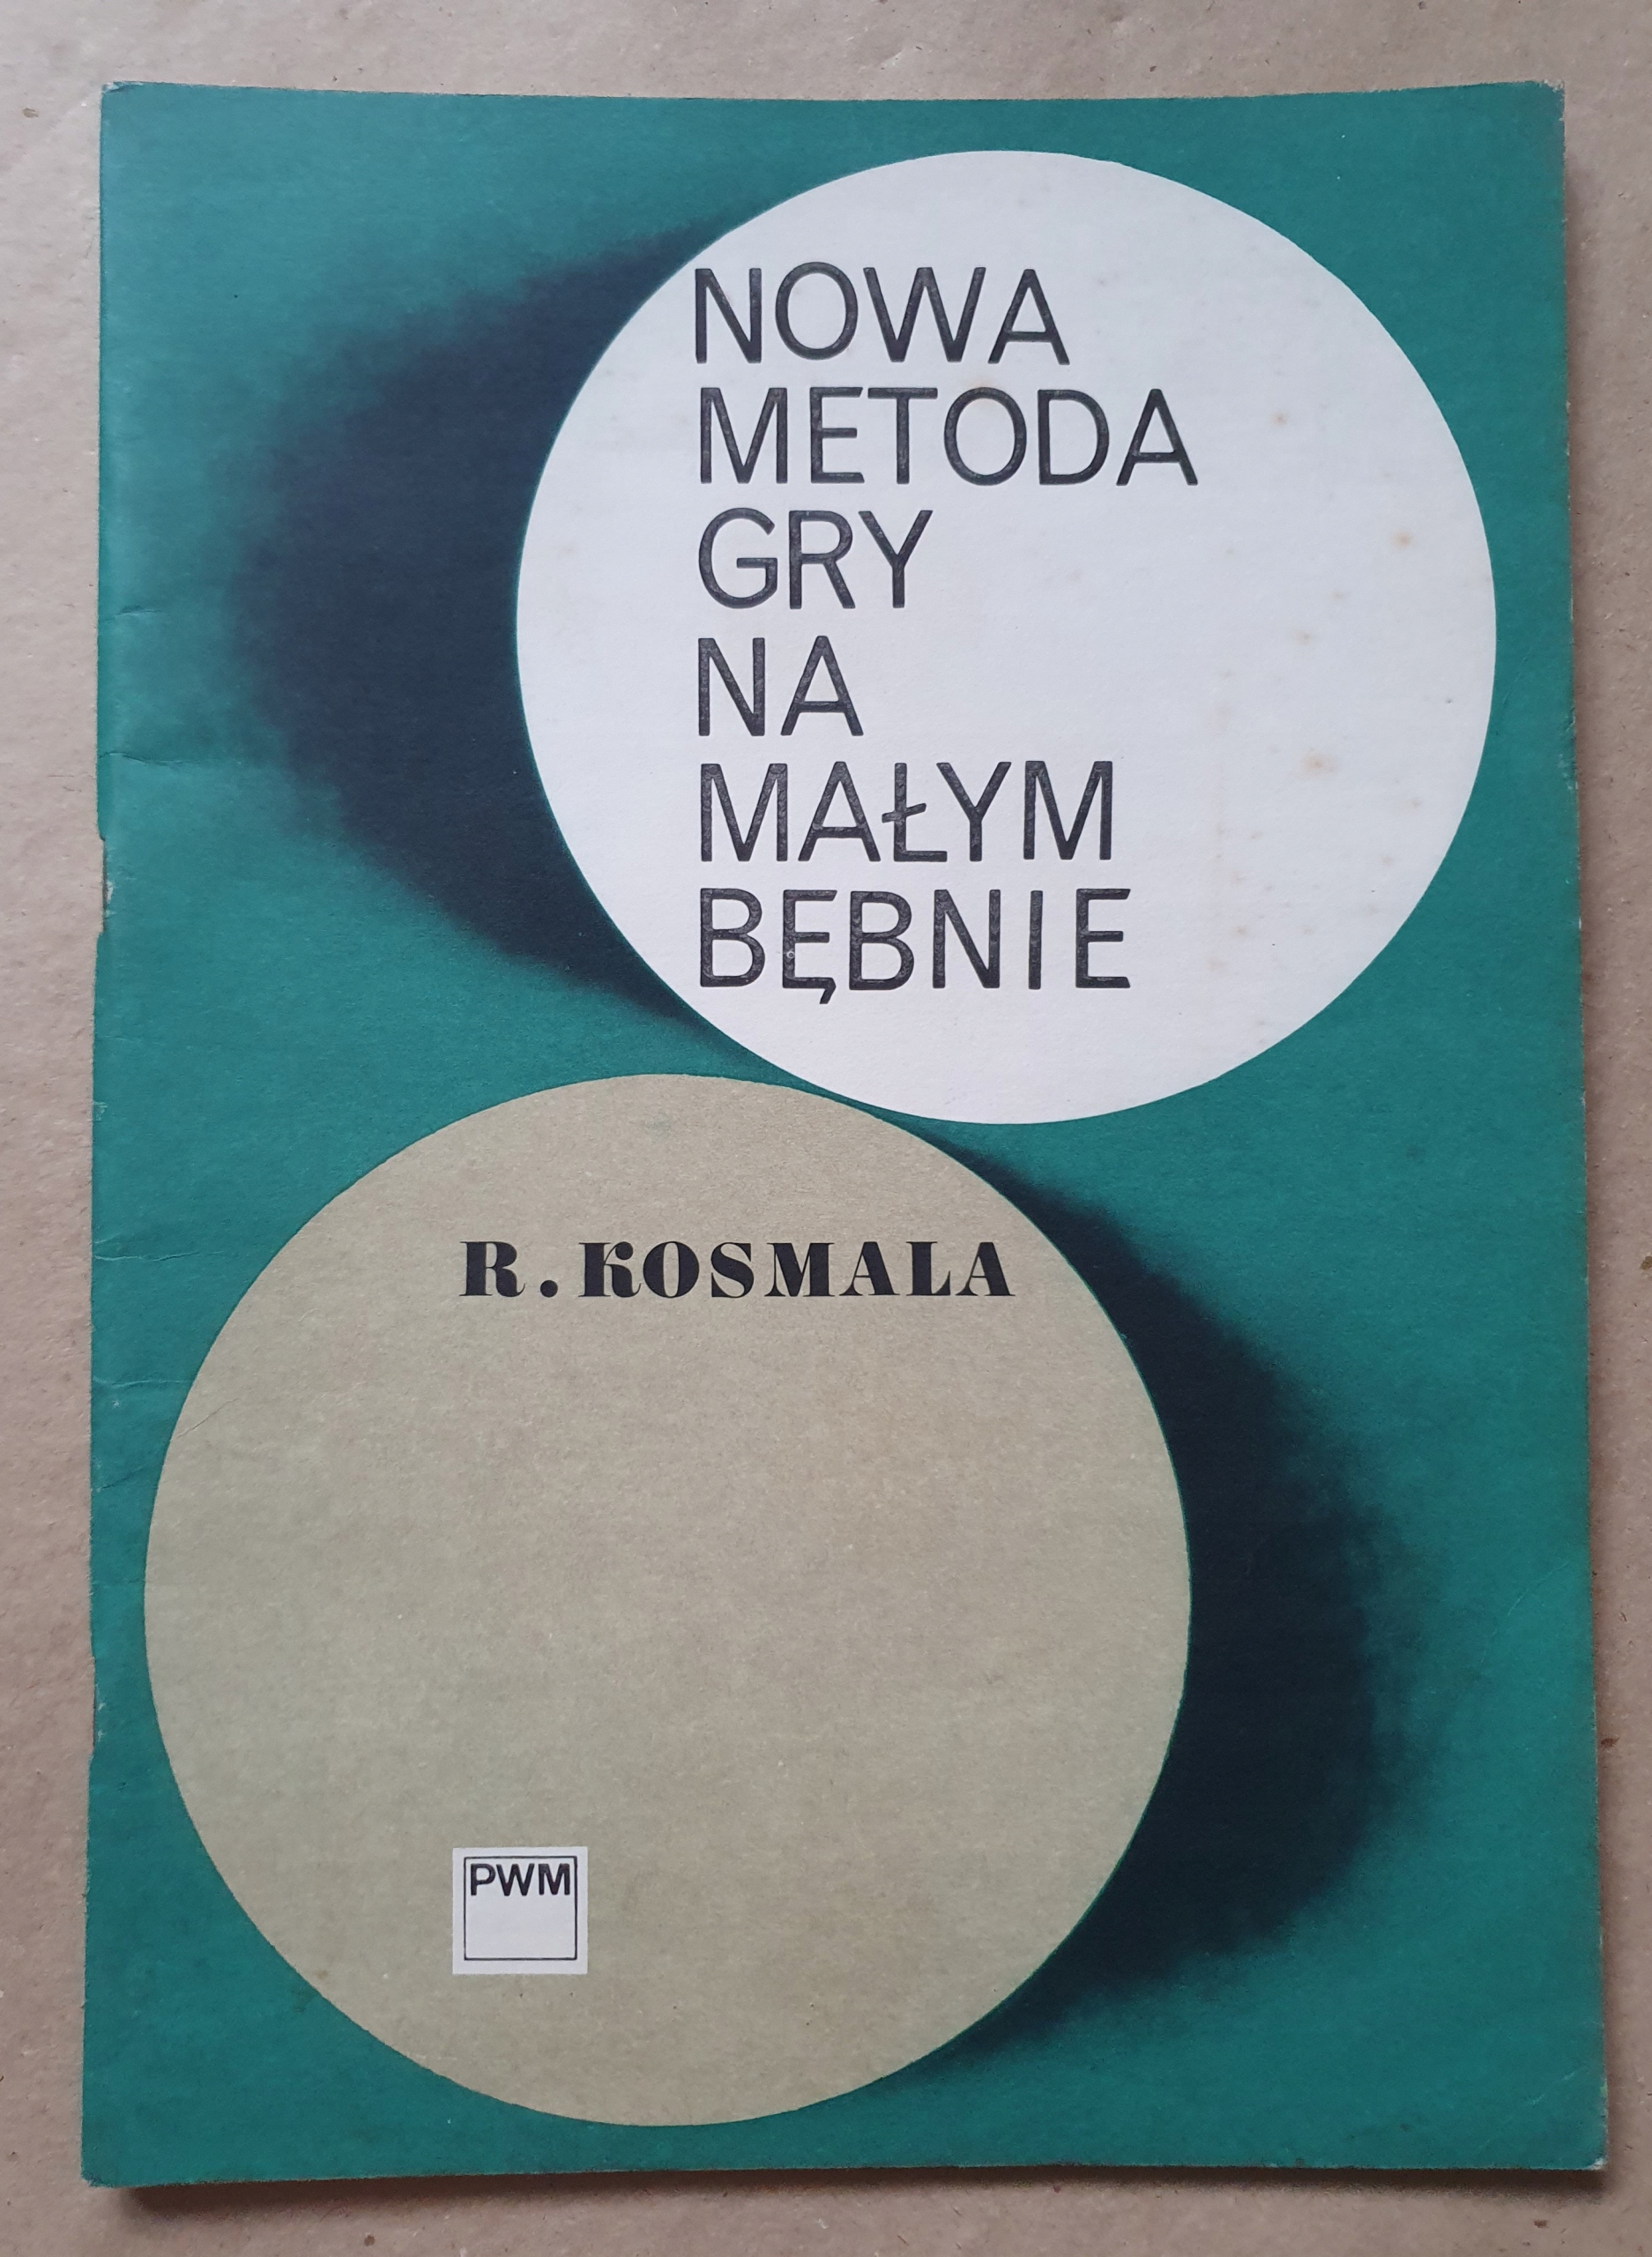 NOWA
METODA
GRY
NA
MAŁYM
BĘBNIE
R. KOSMALA
PWM